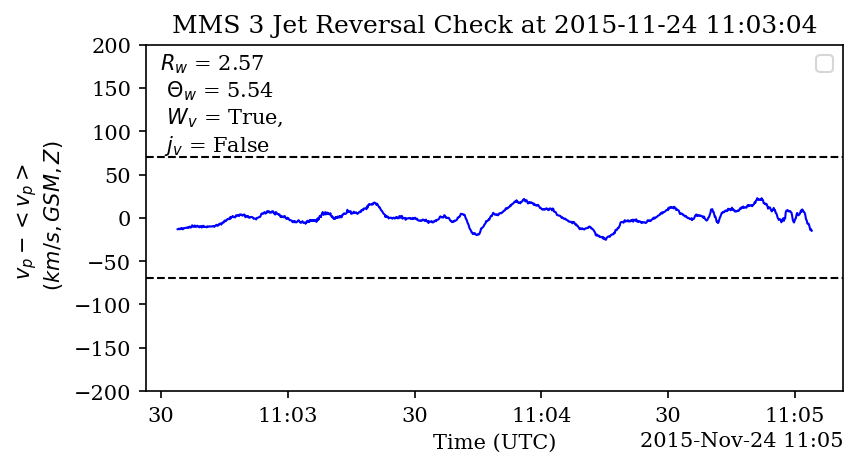 MMS 3 Jet Reversal Check at 2015-11-24 11:03:04
v_p − < v_p >
(km/s, GSM, Z)
200
150
100
50
0
−50
−100
−150
−200
R_w = 2.57
Θ_w = 5.54
W_v = True,
j_v = False
30 11:03 30 11:04 30 11:05
Time (UTC) 2015-Nov-24 11:05